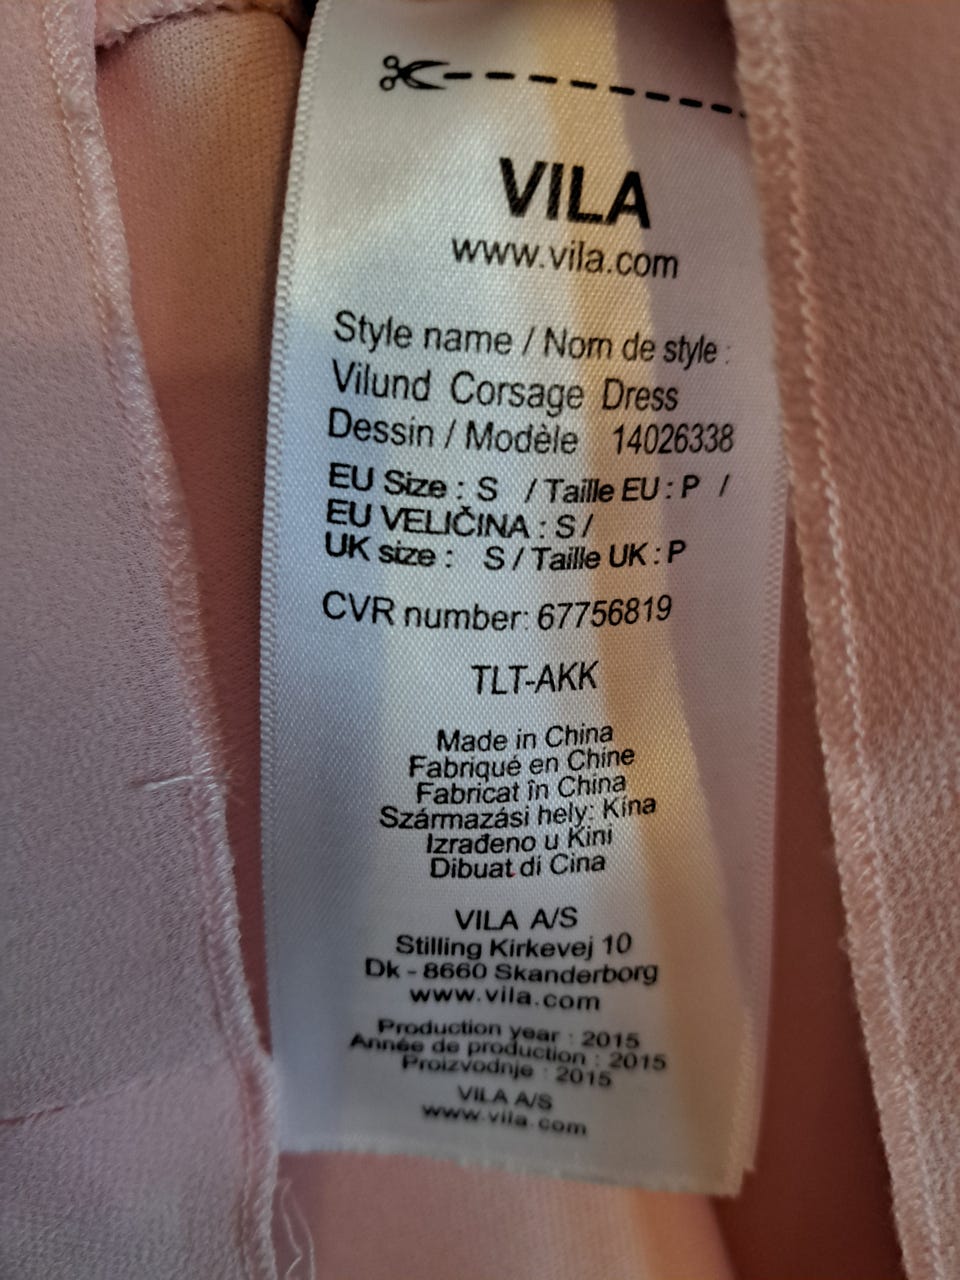 VILA
www.vila.com
Style name / Nom de style :
Vilund Corsage Dress
Dessin / Modèle 14026338
EU Size : S / Taille EU : P /
EU VELIČINA : S /
UK size : S / Taille UK : P
CVR number: 67756819
TLT-AKK
Made in China
Fabriqué en Chine
Fabricat în China
Származási hely: Kína
Izrađeno u Kini
Dibuat di Cina
VILA A/S
Stilling Kirkevej 10
Dk - 8660 Skanderborg
www.vila.com
Production year : 2015
Année de production : 2015
Proizvodnje : 2015
VILA A/S
www.vila.com